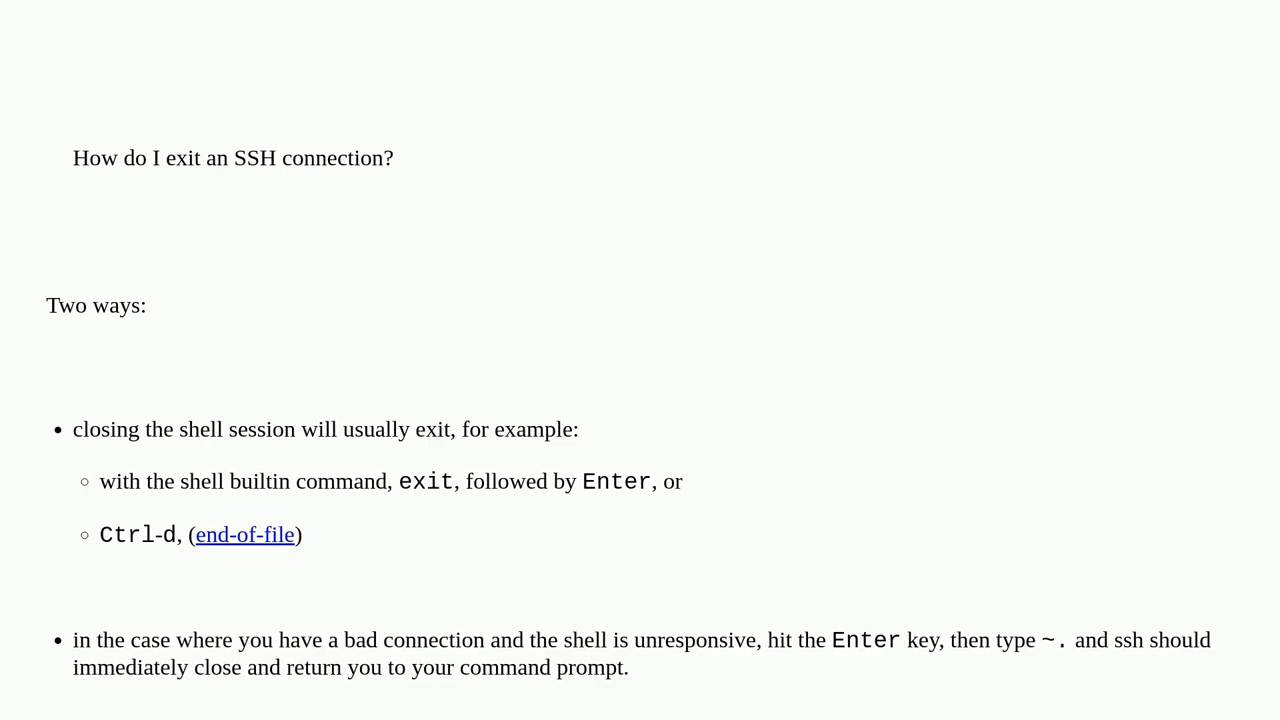 How do I exit an SSH connection?
Two ways:
• closing the shell session will usually exit, for example:
○ with the shell builtin command, exit, followed by Enter, or
○ Ctrl-d, (end-of-file)
• in the case where you have a bad connection and the shell is unresponsive, hit the Enter key, then type ~. and ssh should
immediately close and return you to your command prompt.